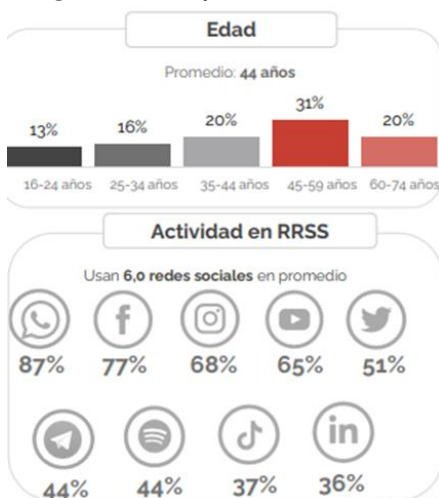 Edad
Promedio: 44 años
13% 16% 20% 31% 20%
16-24 años 25-34 años 35-44 años 45-59 años 60-74 años
Actividad en RRSS
Usan 6,0 redes sociales en promedio
87% 77% 68% 65% 51%
44% 44% 37% 36%